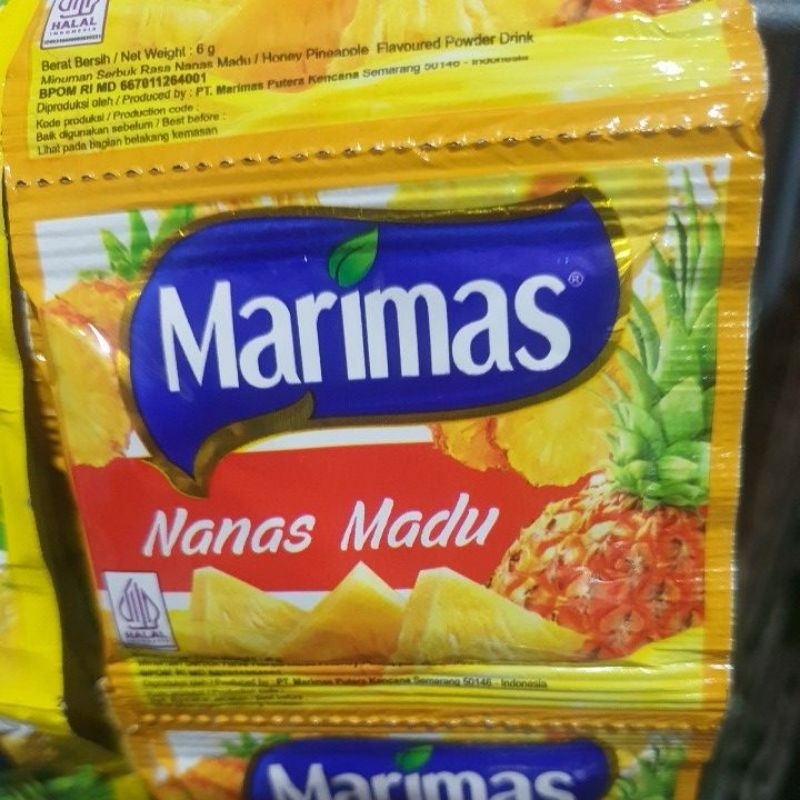 HALAL
INDONESIA
Berat Bersih / Net Weight : 6 g
Minuman Serbuk Rasa Nanas Madu / Honey Pineapple Flavoured Powder Drink
BPOM RI MD 667011264001
Diproduksi oleh / Produced by : PT. Marimas Putera Kencana Semarang 50146 - Indonesia
Kode produksi / Production code :
Baik digunakan sebelum / Best before :
Lihat pada bagian belakang kemasan
Marimas®
Nanas Madu
HALAL
INDONESIA
PT. Marimas Putera Kencana Semarang 50146 - Indonesia
Marimas